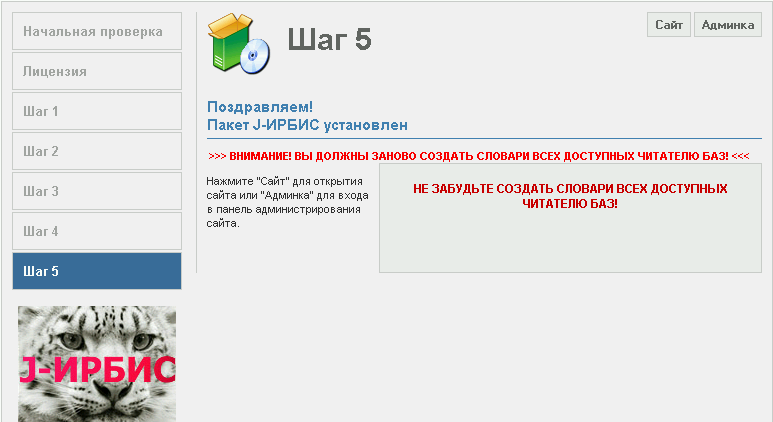 Начальная проверка
Лицензия
Шаг 1
Шаг 2
Шаг 3
Шаг 4
Шаг 5
J-ИРБИС
Шаг 5
Сайт
Админка
Поздравляем!
Пакет J-ИРБИС установлен
>>> ВНИМАНИЕ! ВЫ ДОЛЖНЫ ЗАНОВО СОЗДАТЬ СЛОВАРИ ВСЕХ ДОСТУПНЫХ ЧИТАТЕЛЮ БАЗ! <<<
Нажмите "Сайт" для открытия
сайта или "Админка" для входа
в панель администрирования
сайта.
НЕ ЗАБУДЬТЕ СОЗДАТЬ СЛОВАРИ ВСЕХ ДОСТУПНЫХ
ЧИТАТЕЛЮ БАЗ!